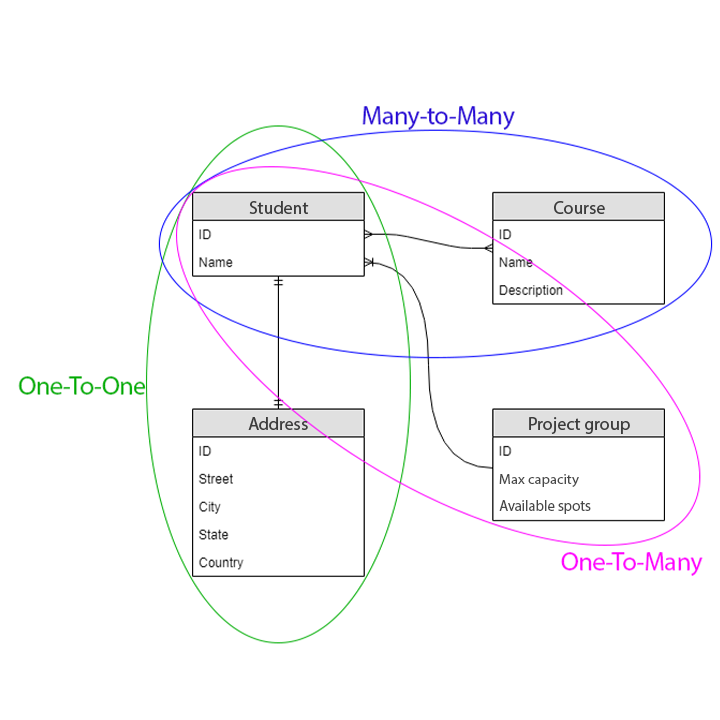 Many-to-Many
Student
ID
Name
Course
ID
Name
Description
One-To-One
Address
ID
Street
City
State
Country
Project group
ID
Max capacity
Available spots
One-To-Many